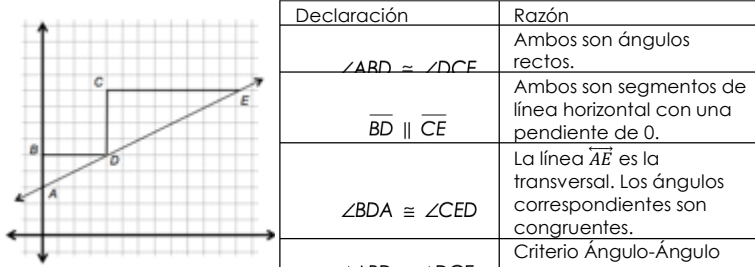 C
E
B
D
A
Declaración Razón
∠ABD ≅ ∠DCE
Ambos son ángulos
rectos.
BD || CE
Ambos son segmentos de
línea horizontal con una
pendiente de 0.
∠BDA ≅ ∠CED
La línea AE es la
transversal. Los ángulos
correspondientes son
congruentes.
Criterio Ángulo-Ángulo